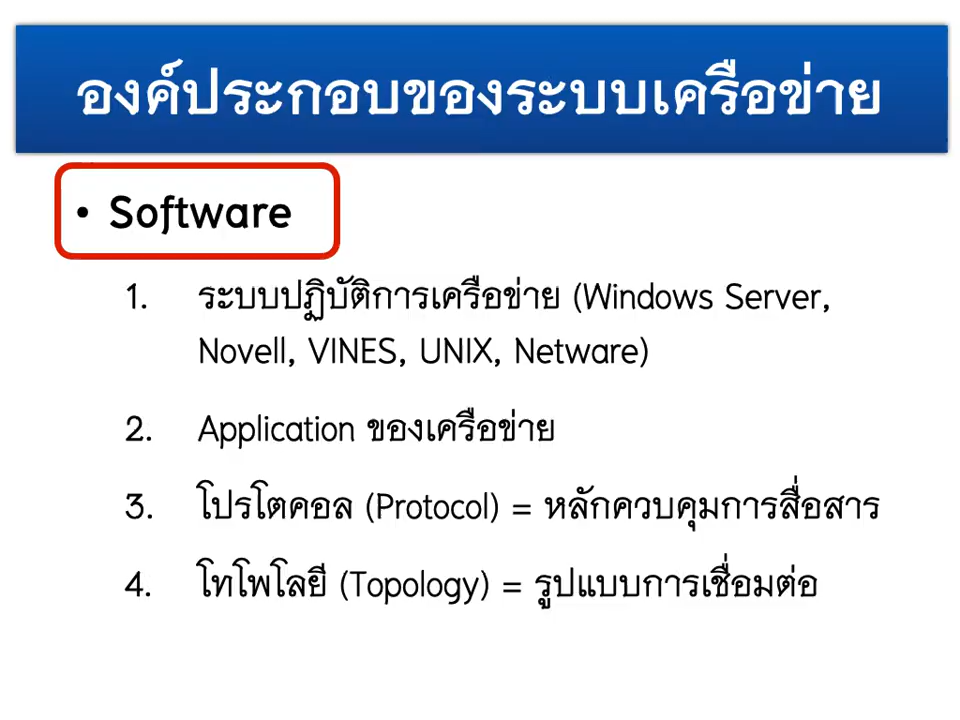 องค์ประกอบของระบบเครือข่าย
• Software
1. ระบบปฏิบัติการเครือข่าย (Windows Server,
Novell, VINES, UNIX, Netware)
2. Application ของเครือข่าย
3. โปรโตคอล (Protocol) = หลักควบคุมการสื่อสาร
4. โทโพโลยี (Topology) = รูปแบบการเชื่อมต่อ